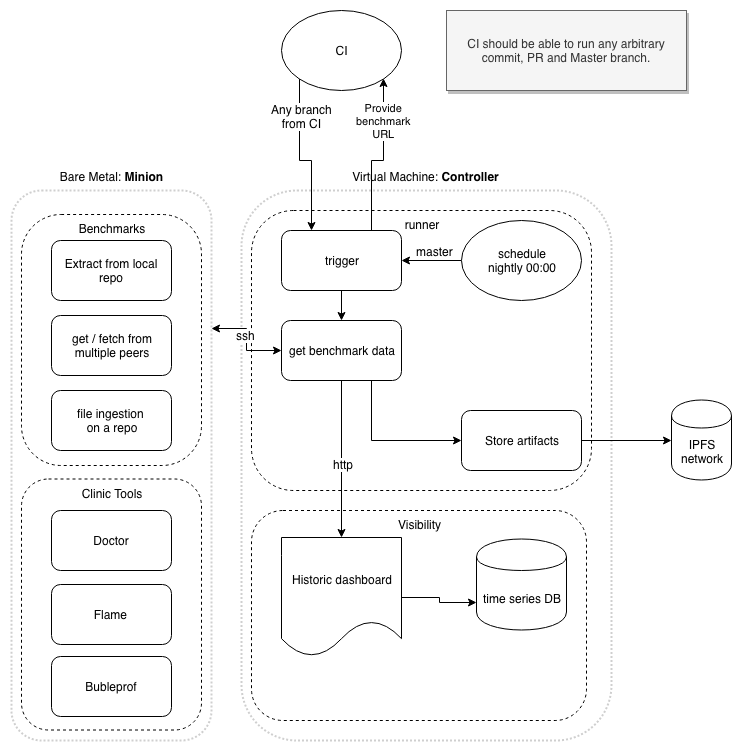 CI
CI should be able to run any arbitrary
commit, PR and Master branch.
Any branch
from CI
Provide
benchmark
URL
Bare Metal: Minion
Virtual Machine: Controller
Benchmarks
Extract from local
repo
get / fetch from
multiple peers
file ingestion
on a repo
Clinic Tools
Doctor
Flame
Bubleprof
runner
trigger
master
schedule
nightly 00:00
ssh
get benchmark data
Store artifacts
IPFS
network
http
Visibility
Historic dashboard
time series DB